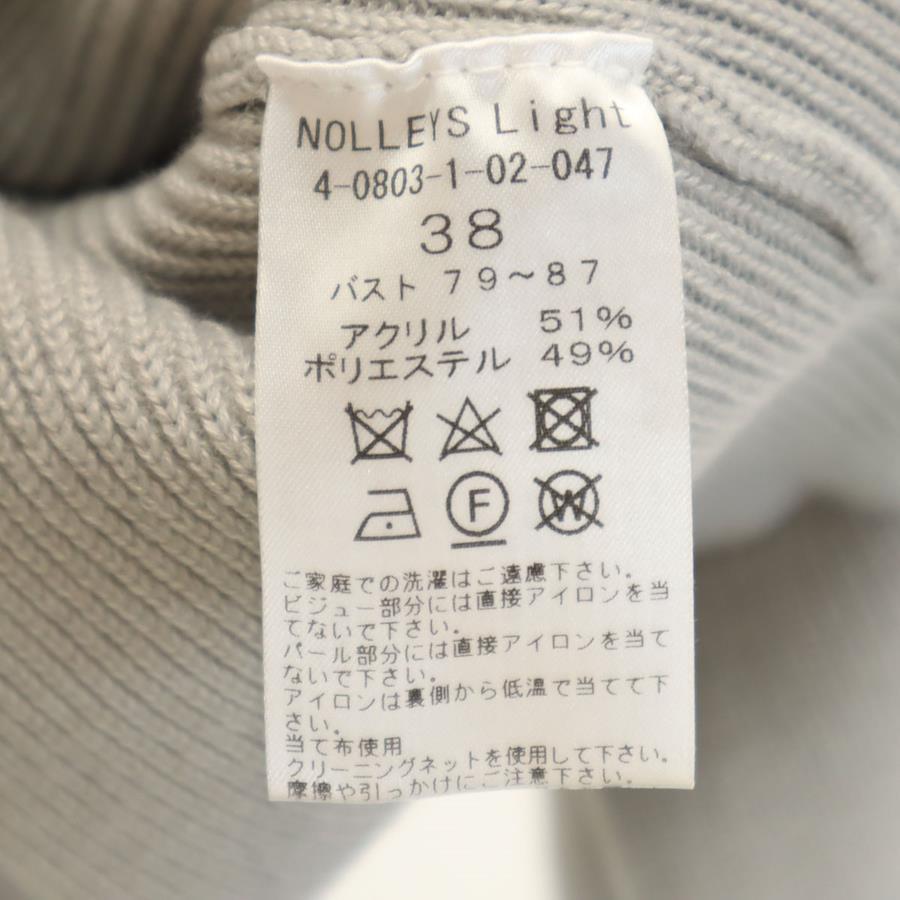 NOLLEYS Light
4-0803-1-02-047
38
バスト 79～87
アクリル 51%
ポリエステル 49%
F W
ご家庭での洗濯はご遠慮下さい。
ビジュー部分には直接アイロンを当
てないで下さい。
パール部分には直接アイロンを当て
ないで下さい。
アイロンは裏側から低温で当てて下
さい。
当て布使用
クリーニングネットを使用して下さい。
摩擦や引っかけにご注意下さい。